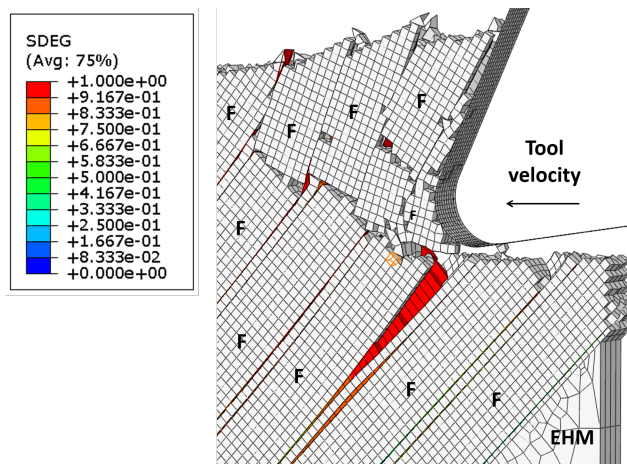 SDEG
(Avg: 75%)
+1.000e+00
+9.167e-01
+8.333e-01
+7.500e-01
+6.667e-01
+5.833e-01
+5.000e-01
+4.167e-01
+3.333e-01
+2.500e-01
+1.667e-01
+8.333e-02
+0.000e+00
F
F
F
F
Tool
velocity
F
F
F
F
F
F
EHM